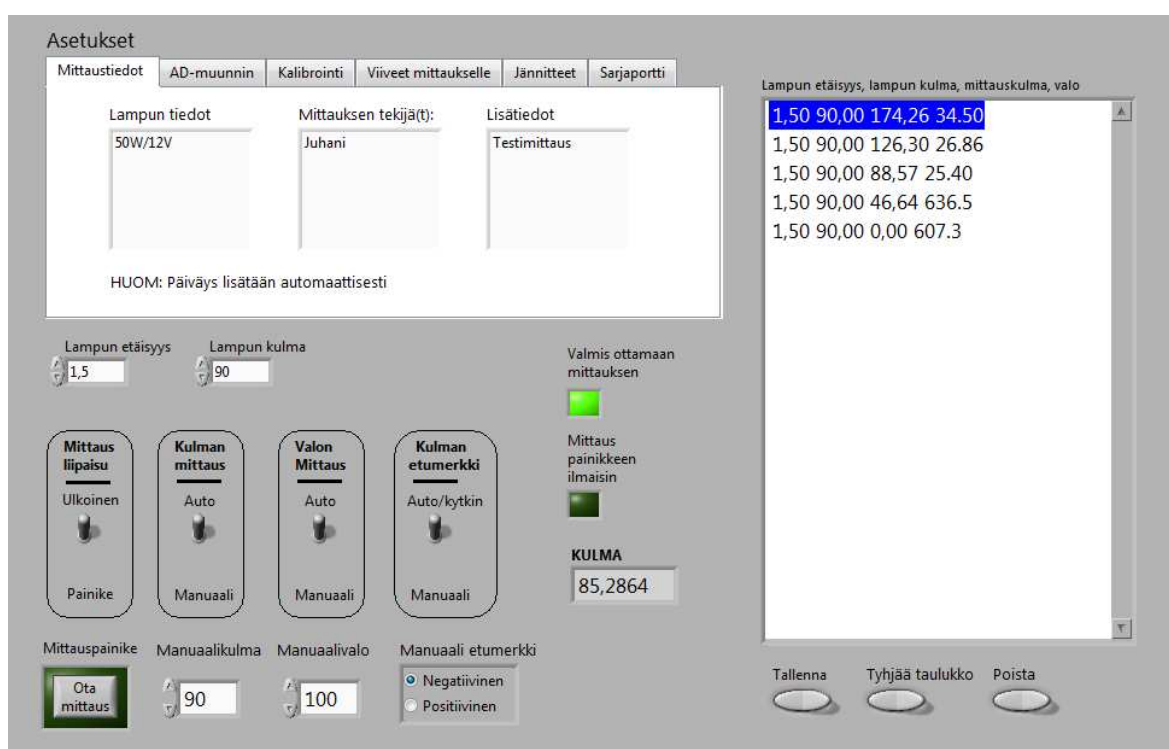 Asetukset
Mittaustiedot AD-muunnin Kalibrointi Viiveet mittaukselle Jännitteet Sarjaportti
Lampun tiedot Mittauksen tekijä(t): Lisätiedot
50W/12V Juhani Testimittaus
HUOM: Päiväys lisätään automaattisesti
Lampun etäisyys, lampun kulma, mittauskulma, valo
1,50 90,00 174,26 34.50
1,50 90,00 126,30 26.86
1,50 90,00 88,57 25.40
1,50 90,00 46,64 636.5
1,50 90,00 0,00 607.3
Lampun etäisyys Lampun kulma
1,5 90
Valmis ottamaan
mittauksen
Mittaus
painikkeen
ilmaisin
KULMA
85,2864
Mittaus
liipaisu
Ulkoinen
Painike
Kulman
mittaus
Auto
Manuaali
Valon
Mittaus
Auto
Manuaali
Kulman
etumerkki
Auto/kytkin
Manuaali
Mittauspainike Manuaalikulma Manuaalivalo Manuaali etumerkki
Ota
mittaus
90
100
Negatiivinen
Positiivinen
Tallenna Tyhjää taulukko Poista